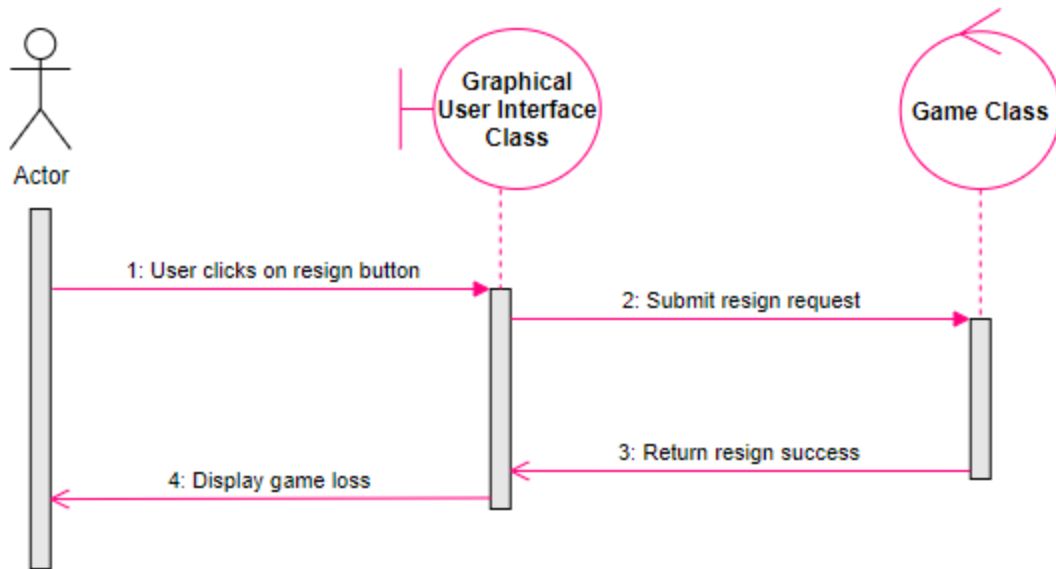 Graphical
User Interface
Class
Game Class
Actor
1: User clicks on resign button
2: Submit resign request
3: Return resign success
4: Display game loss